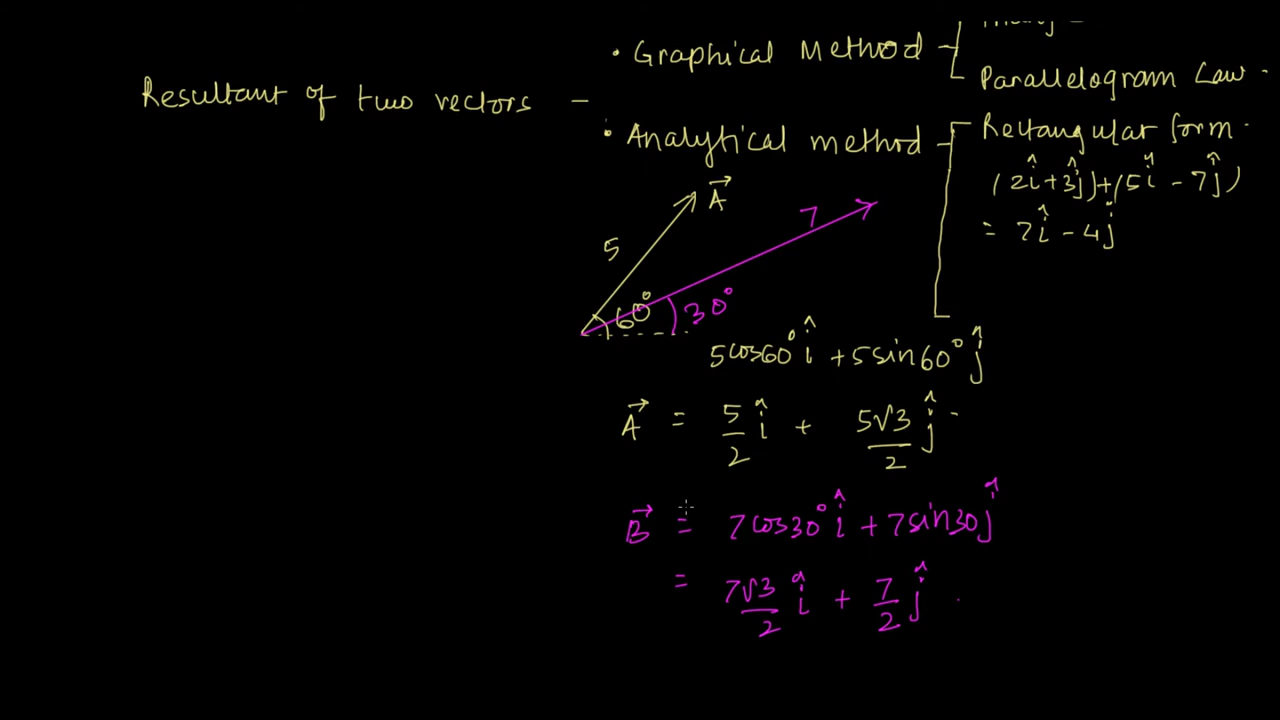 • Graphical Method
Parallelogram Law.
Resultant of two vectors -
• Analytical method
Rectangular form.
(2î+3ĵ)+(5î - 7ĵ)
= 7î - 4ĵ
A⃗
5
7
60°
30°
5cos60° î + 5sin60° ĵ
A⃗ = 5/2 î + 5√3/2 ĵ
B⃗ = 7cos30° î + 7sin30 ĵ
= 7√3/2 î + 7/2 ĵ.